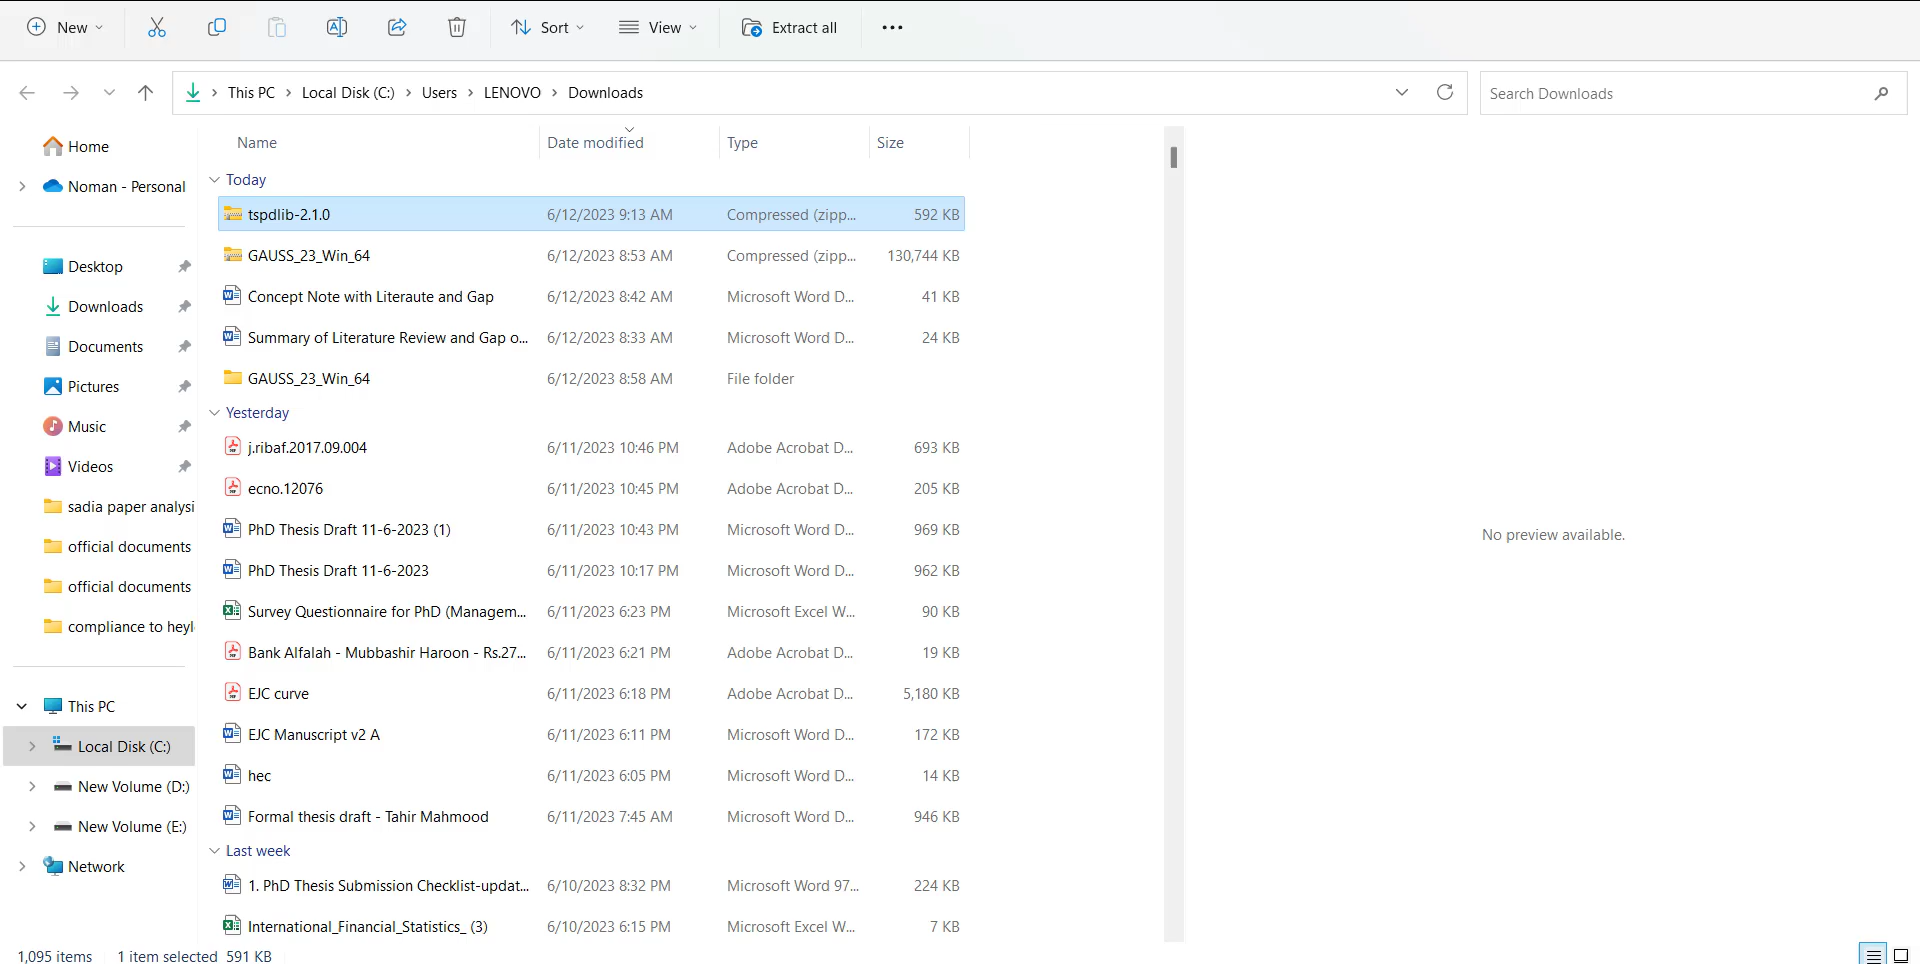 New
Sort
View
Extract all
This PC > Local Disk (C:) > Users > LENOVO > Downloads
Search Downloads
Home
Noman - Personal
Desktop
Downloads
Documents
Pictures
Music
Videos
sadia paper analysi
official documents
official documents
compliance to heyl
This PC
Local Disk (C:)
New Volume (D:)
New Volume (E:)
Network
Name Date modified Type Size
Today
tspdlib-2.1.0 6/12/2023 9:13 AM Compressed (zipp... 592 KB
GAUSS_23_Win_64 6/12/2023 8:53 AM Compressed (zipp... 130,744 KB
Concept Note with Literaute and Gap 6/12/2023 8:42 AM Microsoft Word D... 41 KB
Summary of Literature Review and Gap o... 6/12/2023 8:33 AM Microsoft Word D... 24 KB
GAUSS_23_Win_64 6/12/2023 8:58 AM File folder
Yesterday
j.ribaf.2017.09.004 6/11/2023 10:46 PM Adobe Acrobat D... 693 KB
ecno.12076 6/11/2023 10:45 PM Adobe Acrobat D... 205 KB
PhD Thesis Draft 11-6-2023 (1) 6/11/2023 10:43 PM Microsoft Word D... 969 KB
PhD Thesis Draft 11-6-2023 6/11/2023 10:17 PM Microsoft Word D... 962 KB
Survey Questionnaire for PhD (Managem... 6/11/2023 6:23 PM Microsoft Excel W... 90 KB
Bank Alfalah - Mubbashir Haroon - Rs.27... 6/11/2023 6:21 PM Adobe Acrobat D... 19 KB
EJC curve 6/11/2023 6:18 PM Adobe Acrobat D... 5,180 KB
EJC Manuscript v2 A 6/11/2023 6:11 PM Microsoft Word D... 172 KB
hec 6/11/2023 6:05 PM Microsoft Word D... 14 KB
Formal thesis draft - Tahir Mahmood 6/11/2023 7:45 AM Microsoft Word D... 946 KB
Last week
1. PhD Thesis Submission Checklist-updat... 6/10/2023 8:32 PM Microsoft Word 97... 224 KB
International_Financial_Statistics_ (3) 6/10/2023 6:15 PM Microsoft Excel W... 7 KB
No preview available.
1,095 items 1 item selected 591 KB